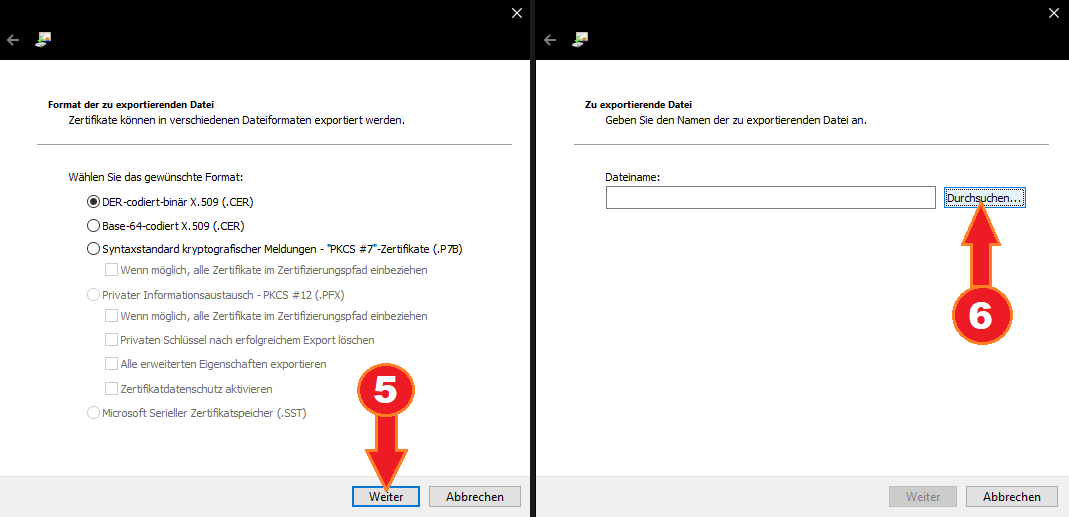 Format der zu exportierenden Datei
Zertifikate können in verschiedenen Dateiformaten exportiert werden.
Wählen Sie das gewünschte Format:
DER-codiert-binär X.509 (.CER)
Base-64-codiert X.509 (.CER)
Syntaxstandard kryptografischer Meldungen - "PKCS #7"-Zertifikate (.P7B)
Wenn möglich, alle Zertifikate im Zertifizierungspfad einbeziehen
Privater Informationsaustausch - PKCS #12 (.PFX)
Wenn möglich, alle Zertifikate im Zertifizierungspfad einbeziehen
Privaten Schlüssel nach erfolgreichem Export löschen
Alle erweiterten Eigenschaften exportieren
Zertifikatdatenschutz aktivieren
Microsoft Serieller Zertifikatspeicher (.SST)
5
Weiter
Abbrechen
Zu exportierende Datei
Geben Sie den Namen der zu exportierenden Datei an.
Dateiname:
Durchsuchen...
6
Weiter
Abbrechen